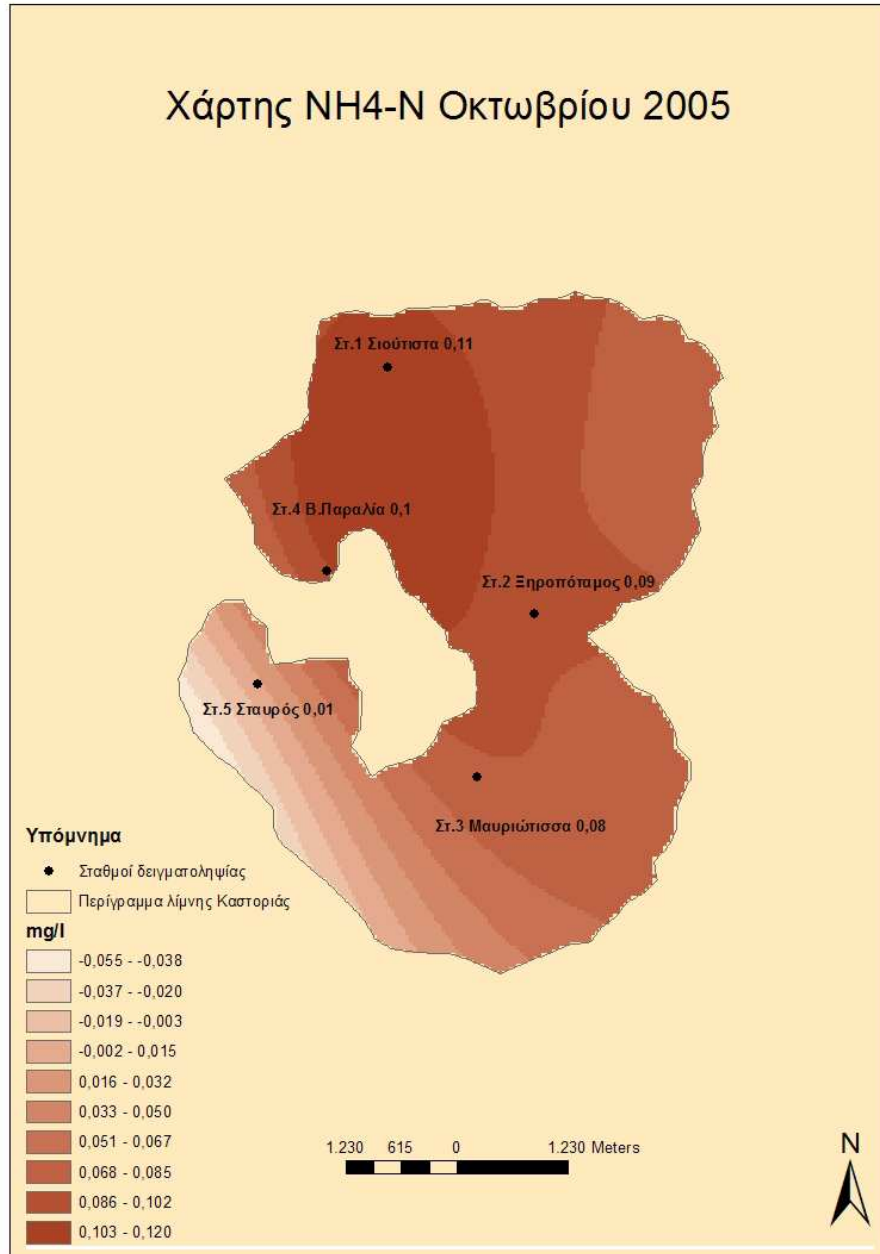 Χάρτης NH4-N Οκτωβρίου 2005
Στ.1 Σιούτιστα 0,11
Στ.4 Β.Παραλία 0,1
Στ.2 Ξηροπόταμος 0,09
Στ.5 Σταυρός 0,01
Στ.3 Μαυριώτισσα 0,08
Υπόμνημα
Σταθμοί δειγματοληψίας
Περίγραμμα λίμνης Καστοριάς
mg/l
-0,055 - -0,038
-0,037 - -0,020
-0,019 - -0,003
-0,002 - 0,015
0,016 - 0,032
0,033 - 0,050
0,051 - 0,067
0,068 - 0,085
0,086 - 0,102
0,103 - 0,120
1.230 615 0 1.230 Meters
N